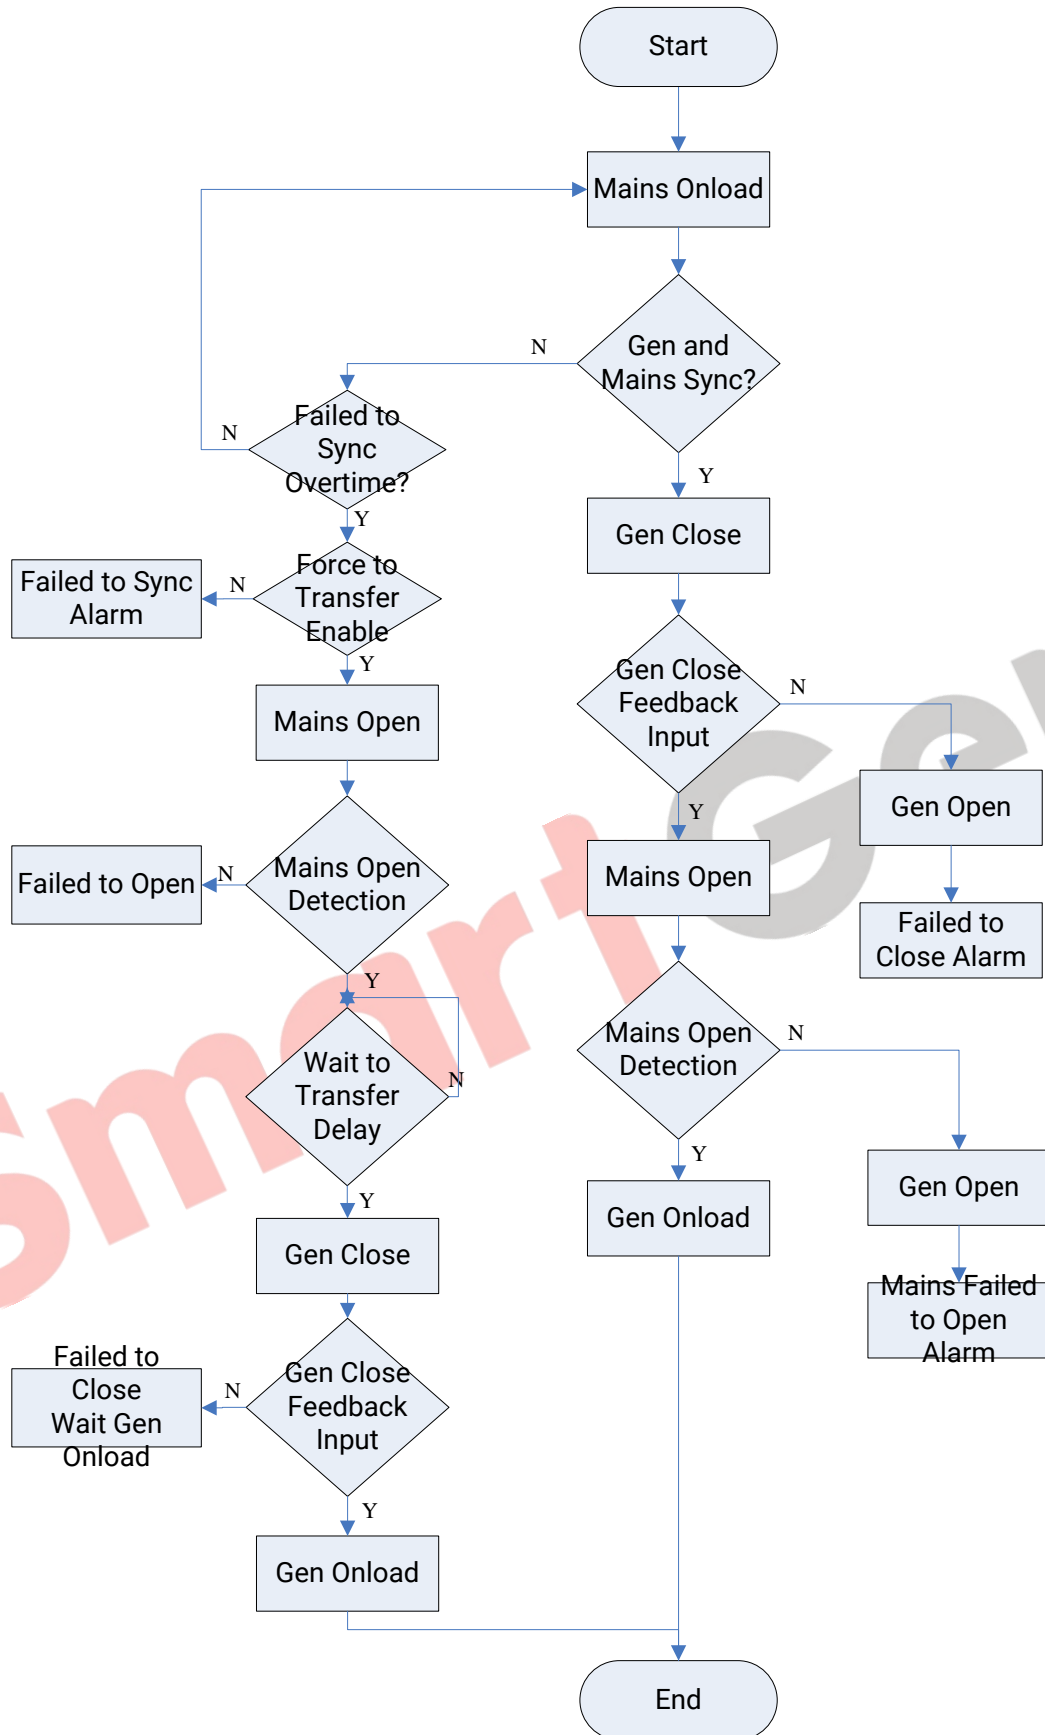 Start
Mains Onload
Gen and
Mains Sync?
N
Failed to
Sync
Overtime?
N
Y
Y
Gen Close
Force to
Transfer
Enable
N
Failed to Sync
Alarm
Y
Mains Open
Gen Close
Feedback
Input
N
Gen Open
Y
Mains Open
Failed to
Close Alarm
Mains Open
Detection
N
Failed to Open
Y
Wait to
Transfer
Delay
N
Mains Open
Detection
N
Y
Gen Onload
Gen Open
Mains Failed
to Open
Alarm
Y
Gen Close
Gen Close
Feedback
Input
N
Failed to
Close
Wait Gen
Onload
Y
Gen Onload
End
SmartGe